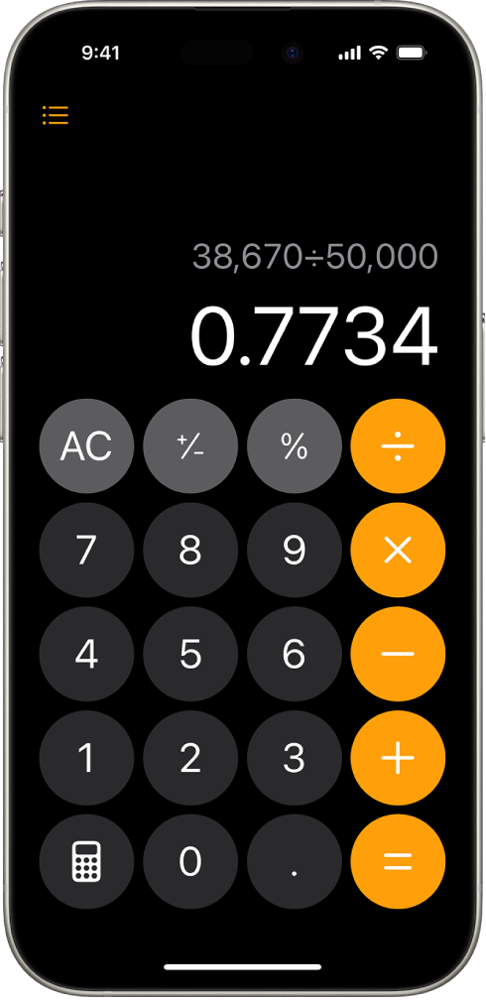 9:41
38,670÷50,000
0.7734
AC +/− % ÷
7 8 9 ×
4 5 6 −
1 2 3 +
0 . =